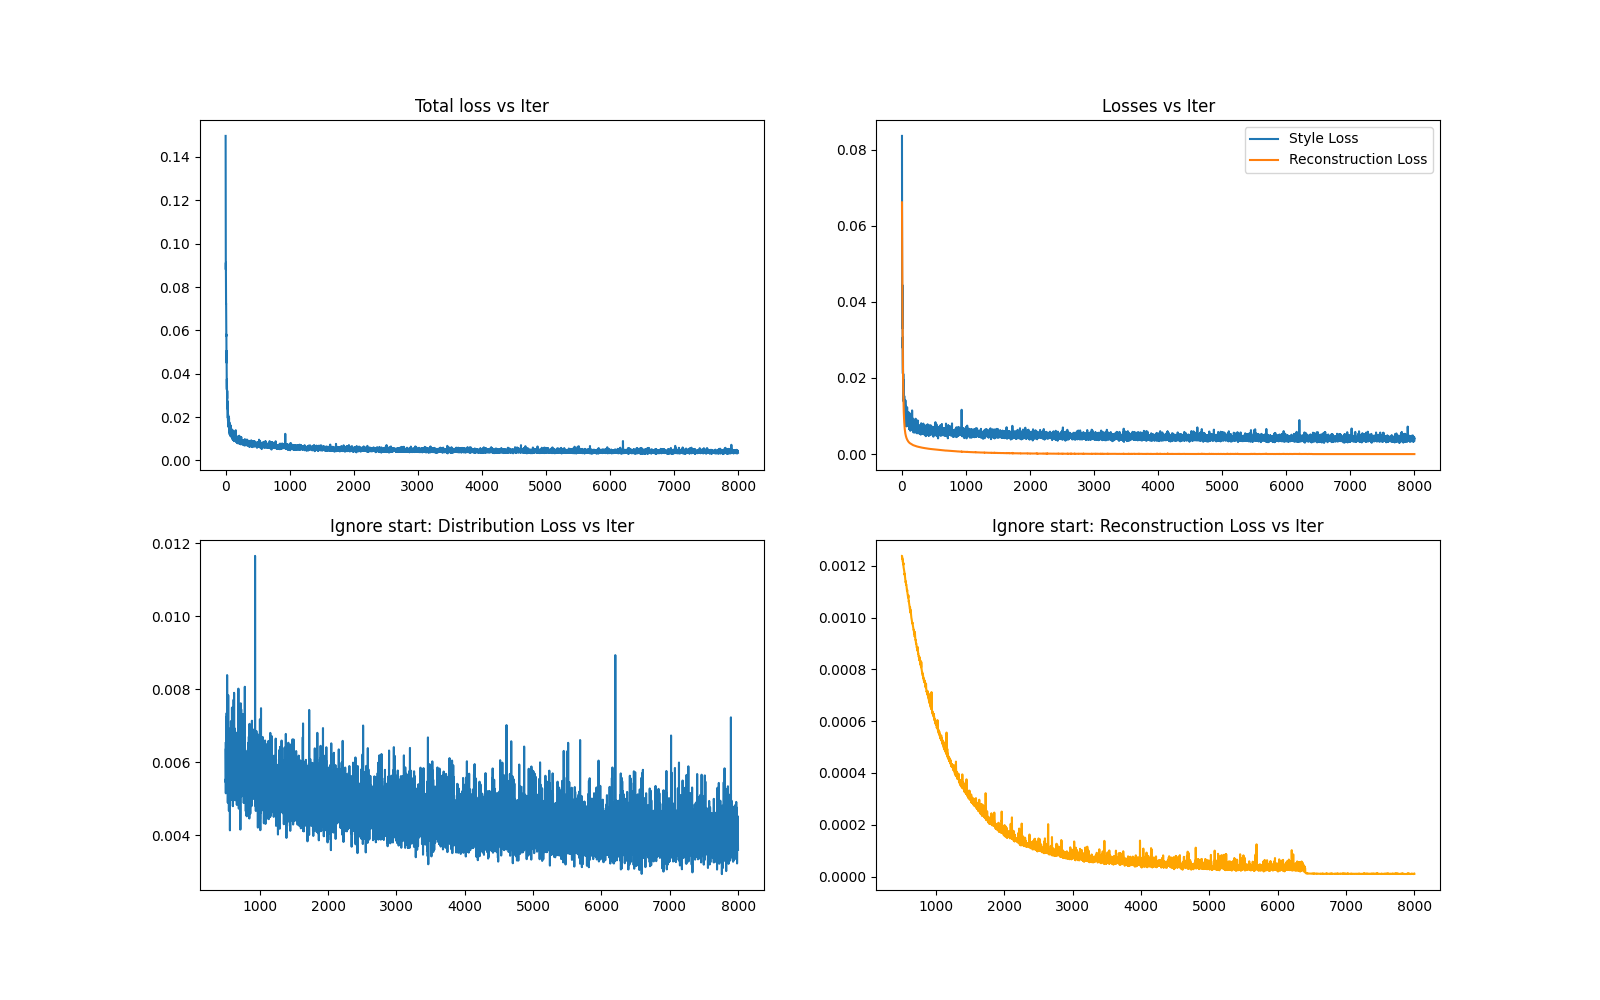 Total loss vs Iter
0.14
0.12
0.10
0.08
0.06
0.04
0.02
0.00
0 1000 2000 3000 4000 5000 6000 7000 8000
Losses vs Iter
Style Loss
Reconstruction Loss
0.08
0.06
0.04
0.02
0.00
0 1000 2000 3000 4000 5000 6000 7000 8000
Ignore start: Distribution Loss vs Iter
0.012
0.010
0.008
0.006
0.004
1000 2000 3000 4000 5000 6000 7000 8000
Ignore start: Reconstruction Loss vs Iter
0.0012
0.0010
0.0008
0.0006
0.0004
0.0002
0.0000
1000 2000 3000 4000 5000 6000 7000 8000